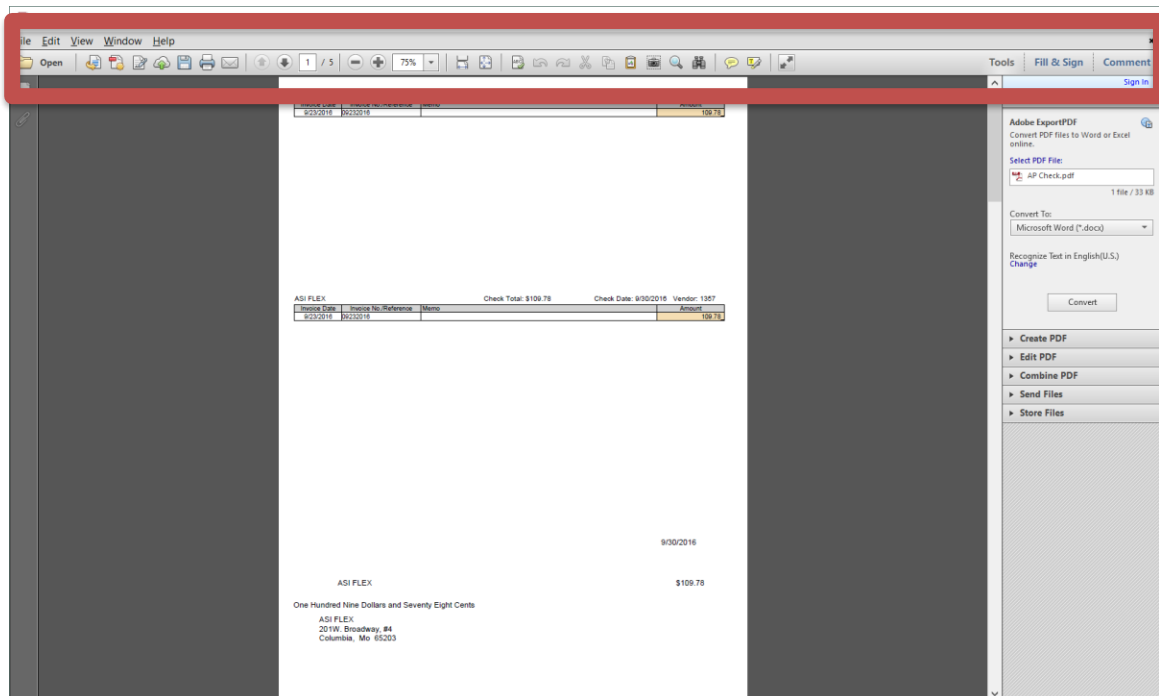 ile Edit View Window Help
Open 1 / 5 75% Tools Fill & Sign Comment
Sign In
Invoice Date Invoice No./Reference Memo Amount
9/23/2016 09232016 109.78
Adobe ExportPDF
Convert PDF files to Word or Excel
online.
Select PDF File:
AP Check.pdf
1 file / 33 KB
Convert To:
Microsoft Word (*.docx)
Recognize Text in English(U.S.)
Change
Convert
Create PDF
Edit PDF
Combine PDF
Send Files
Store Files
ASI FLEX Check Total: $109.78 Check Date: 9/30/2016 Vendor: 1357
Invoice Date Invoice No./Reference Memo Amount
9/23/2016 09232016 109.78
9/30/2016
ASI FLEX $109.78
One Hundred Nine Dollars and Seventy Eight Cents
ASI FLEX
201W. Broadway, #4
Columbia, Mo 65203